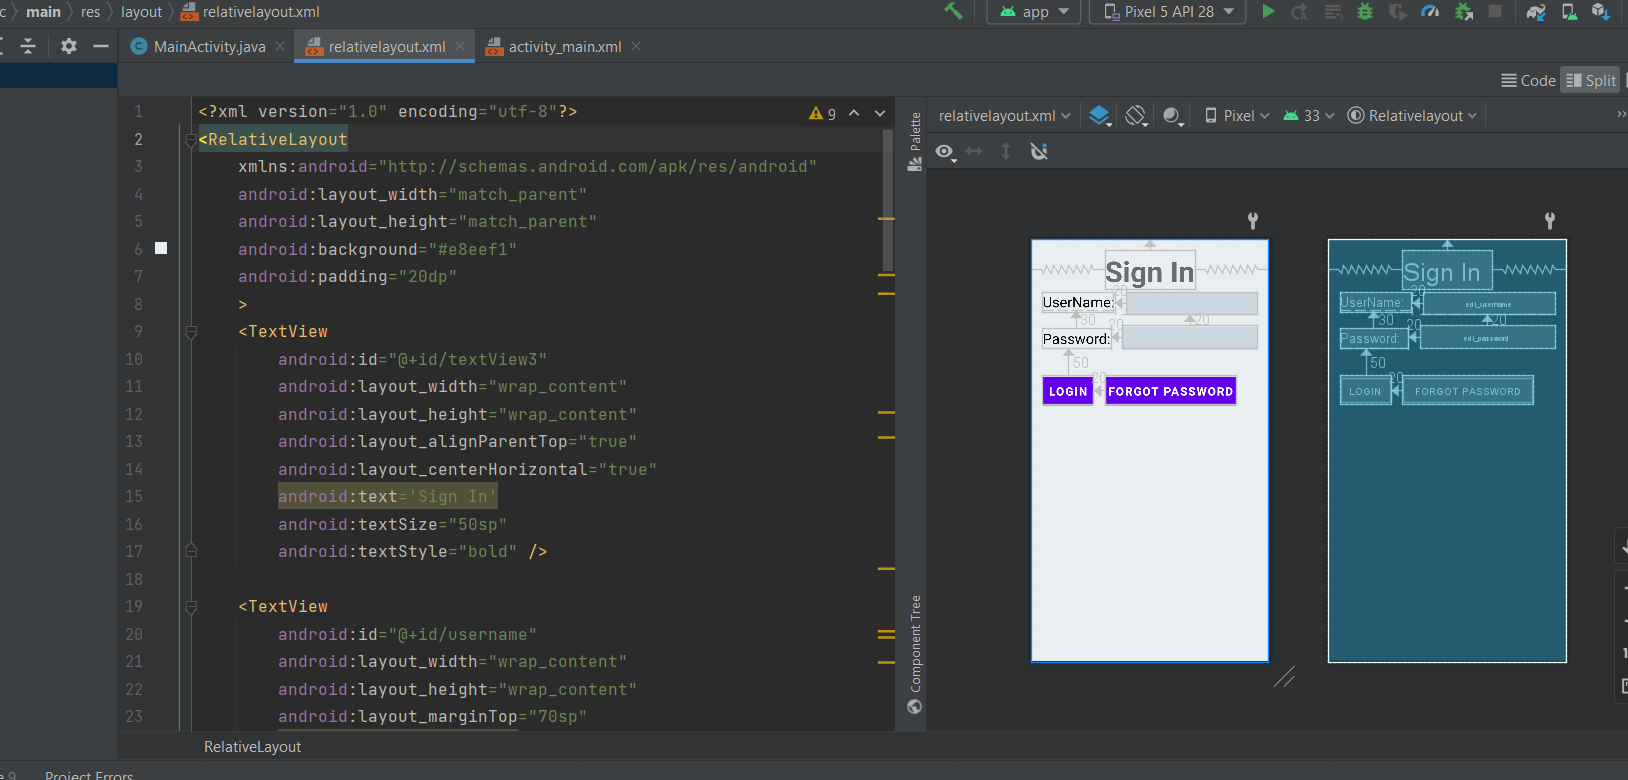 c main res layout relativelayout.xml
app Pixel 5 API 28
MainActivity.java relativelayout.xml activity_main.xml
Code Split
1 <?xml version="1.0" encoding="utf-8"?>
9
2 <RelativeLayout
3 xmlns:android="http://schemas.android.com/apk/res/android"
4 android:layout_width="match_parent"
5 android:layout_height="match_parent"
6 android:background="#e8eef1"
7 android:padding="20dp"
8 >
9 <TextView
10 android:id="@+id/textView3"
11 android:layout_width="wrap_content"
12 android:layout_height="wrap_content"
13 android:layout_alignParentTop="true"
14 android:layout_centerHorizontal="true"
15 android:text='Sign In'
16 android:textSize="50sp"
17 android:textStyle="bold" />
18
19 <TextView
20 android:id="@+id/username"
21 android:layout_width="wrap_content"
22 android:layout_height="wrap_content"
23 android:layout_marginTop="70sp"
RelativeLayout
Palette
Component Tree
relativelayout.xml Pixel 33 Relativelayout
Sign In
20
UserName:
30 20 20
Password:
50
20
LOGIN FORGOT PASSWORD
Sign In
20
UserName: edt_username
30 20 20
Password: edt_password
50
20
LOGIN FORGOT PASSWORD
e 9 Project Errors